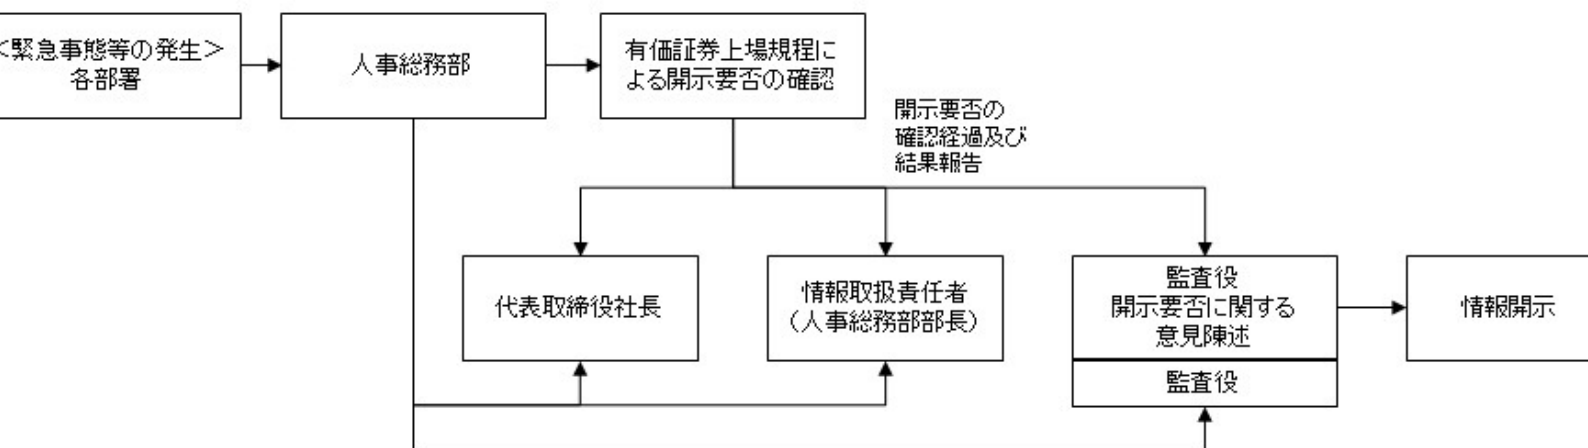 <緊急事態等の発生>
各部署
人事総務部
有価証券上場規程に
よる開示要否の確認
開示要否の
確認経過及び
結果報告
代表取締役社長
情報取扱責任者
(人事総務部部長)
監査役
開示要否に関する
意見陳述
監査役
情報開示